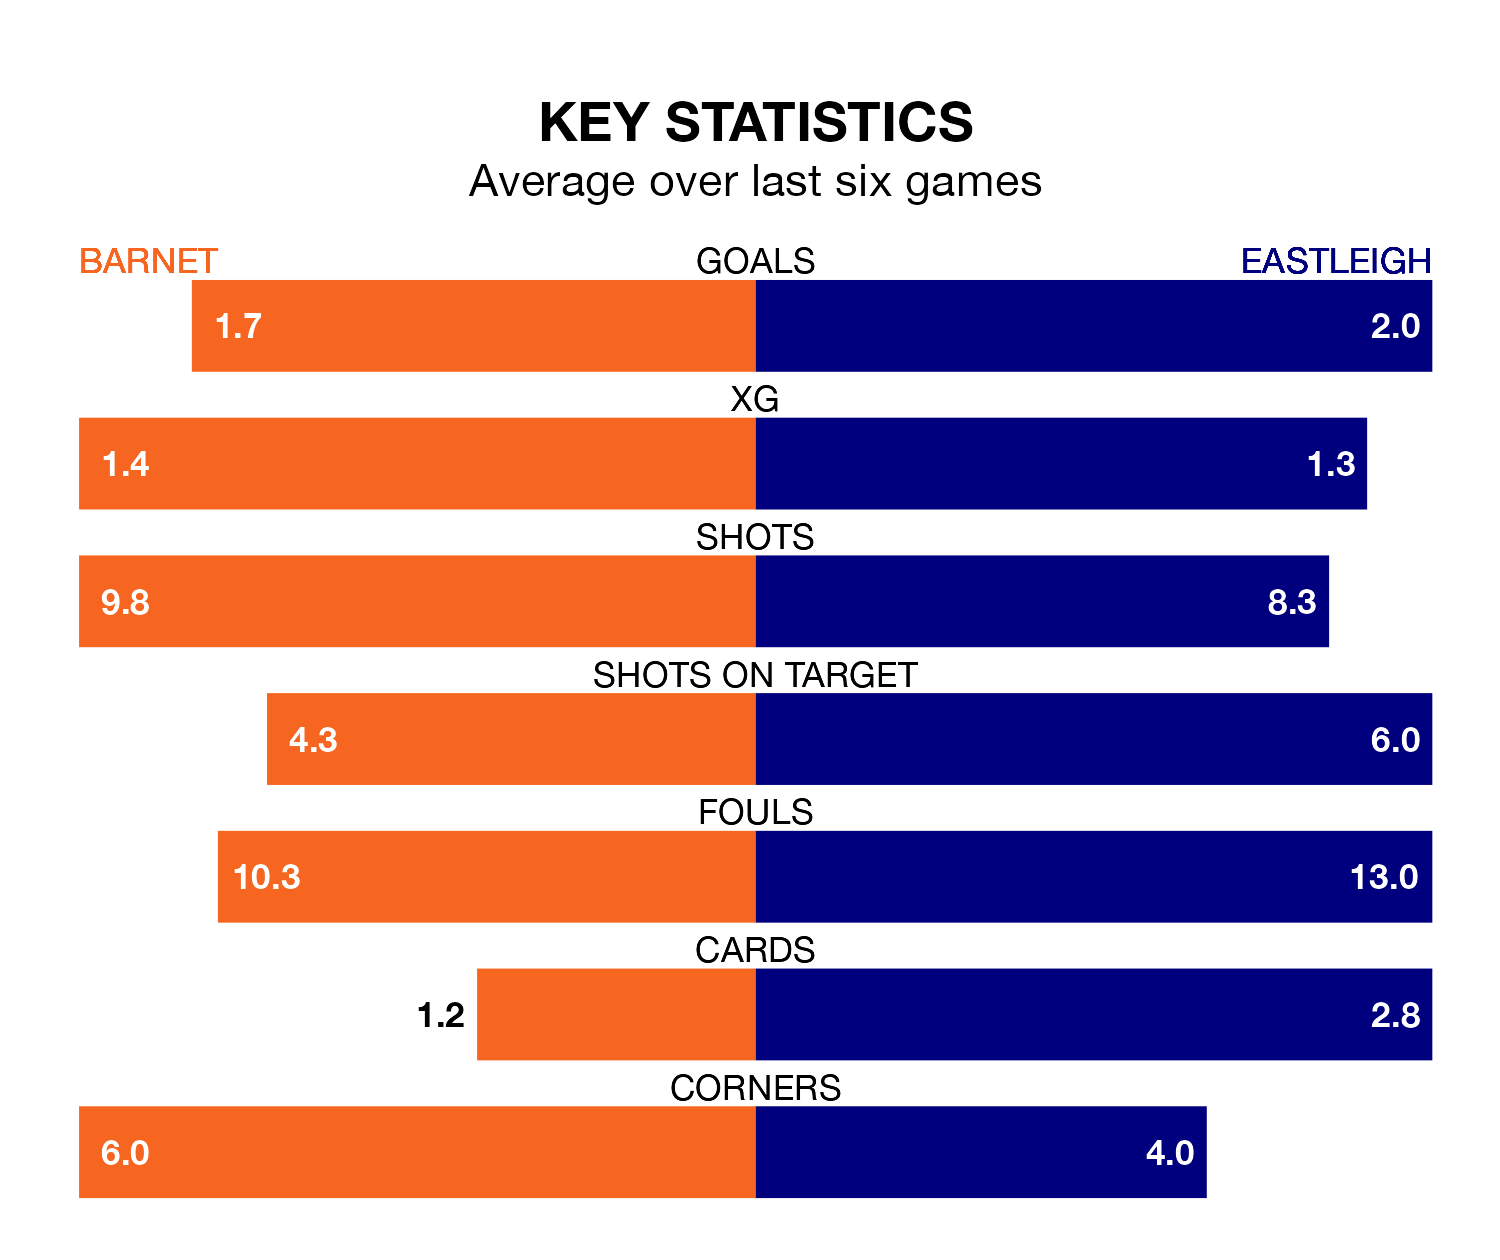 KEY STATISTICS
Average over last six games
BARNET GOALS EASTLEIGH
1.7 2.0
XG
1.4 1.3
SHOTS
9.8 8.3
SHOTS ON TARGET
4.3 6.0
FOULS
10.3 13.0
CARDS
1.2 2.8
CORNERS
6.0 4.0